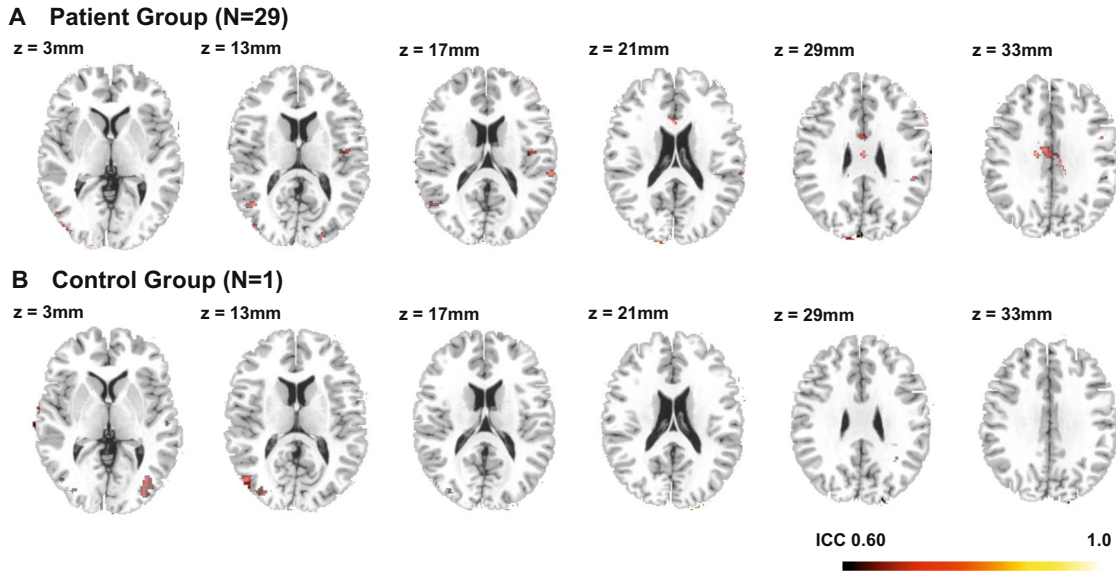 A Patient Group (N=29)
z = 3mm z = 13mm z = 17mm z = 21mm z = 29mm z = 33mm
B Control Group (N=1)
z = 3mm z = 13mm z = 17mm z = 21mm z = 29mm z = 33mm
ICC 0.60 1.0